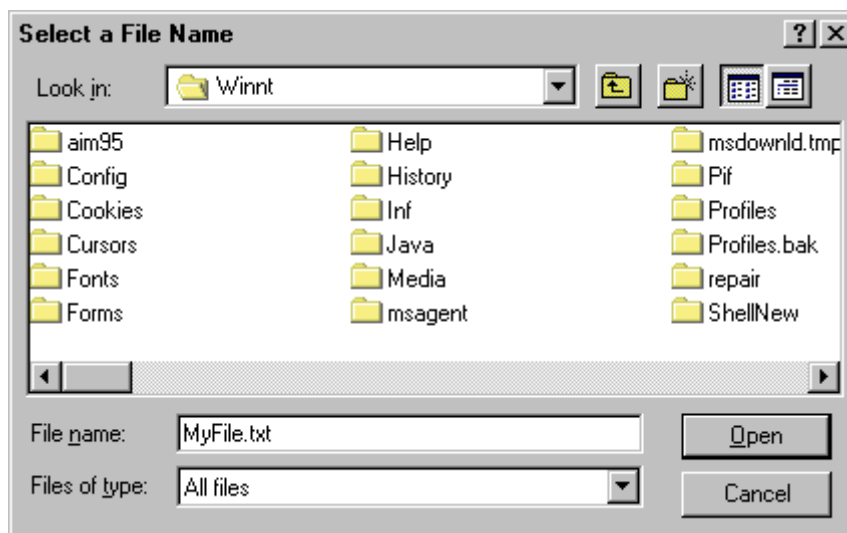 Select a File Name
Look in: Winnt
aim95 Help msdownld.tmp
Config History Pif
Cookies Inf Profiles
Cursors Java Profiles.bak
Fonts Media repair
Forms msagent ShellNew
File name: MyFile.txt Open
Files of type: All files Cancel